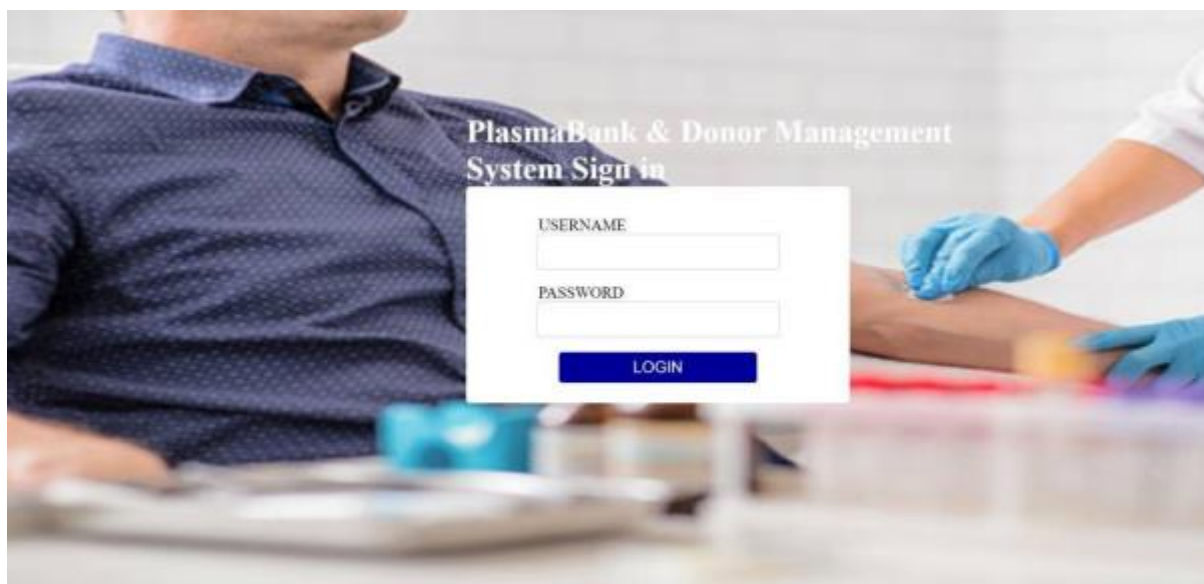 PlasmaBank & Donor Management
System Sign in
USERNAME
PASSWORD
LOGIN